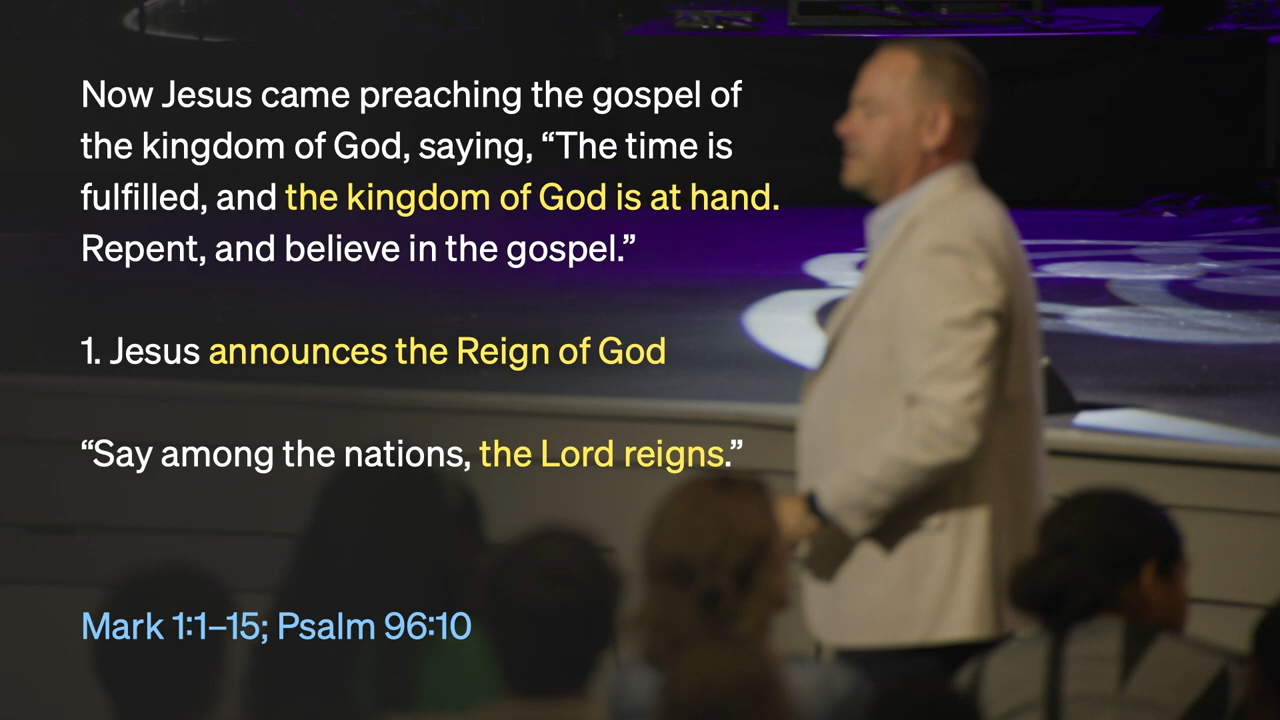 Now Jesus came preaching the gospel of
the kingdom of God, saying, “The time is
fulfilled, and the kingdom of God is at hand.
Repent, and believe in the gospel.”
1. Jesus announces the Reign of God
“Say among the nations, the Lord reigns.”
Mark 1:1–15; Psalm 96:10